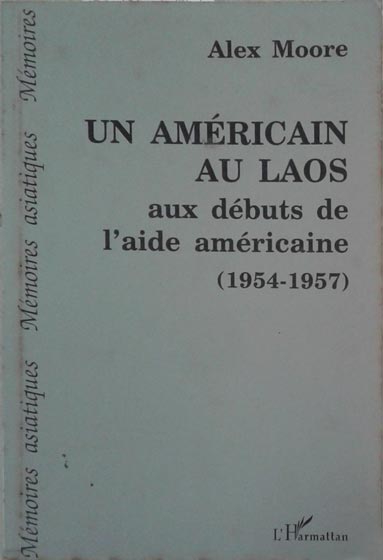 Alex Moore
UN AMÉRICAIN
AU LAOS
aux débuts de
l'aide américaine
(1954-1957)
L'Harmattan
Mémoires asiatiques Mémoires asiatiques Mémoires